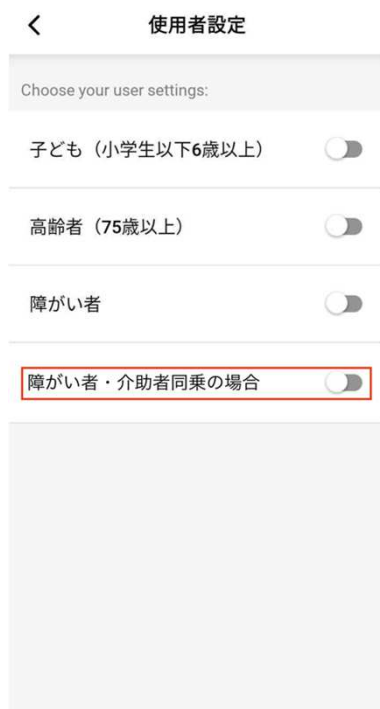 使用者設定
Choose your user settings:
子ども（小学生以下6歳以上）
高齢者（75歳以上）
障がい者
障がい者・介助者同乗の場合